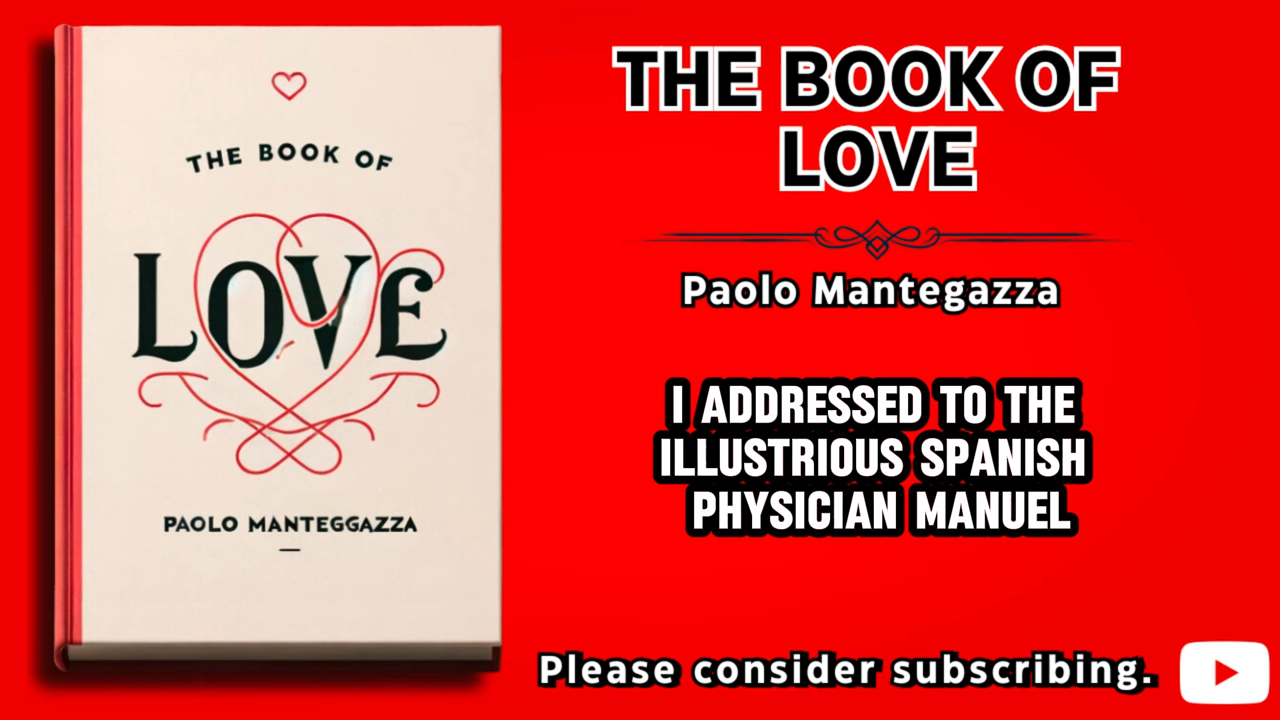 THE BOOK OF
LOVE
PAOLO MANTEGGAZZA
THE BOOK OF
LOVE
Paolo Mantegazza
I ADDRESSED TO THE
ILLUSTRIOUS SPANISH
PHYSICIAN MANUEL
Please consider subscribing.